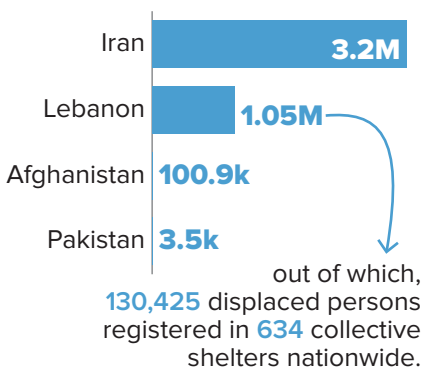 Iran 3.2M
Lebanon 1.05M
Afghanistan 100.9k
Pakistan 3.5k
out of which,
130,425 displaced persons
registered in 634 collective
shelters nationwide.